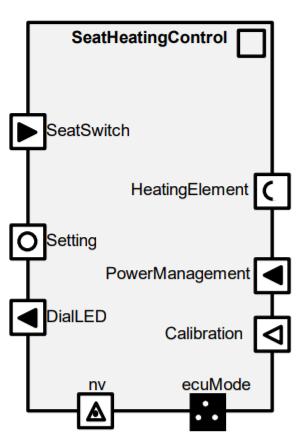 SeatHeatingControl
SeatSwitch
HeatingElement
Setting
PowerManagement
DialLED
Calibration
nv
ecuMode